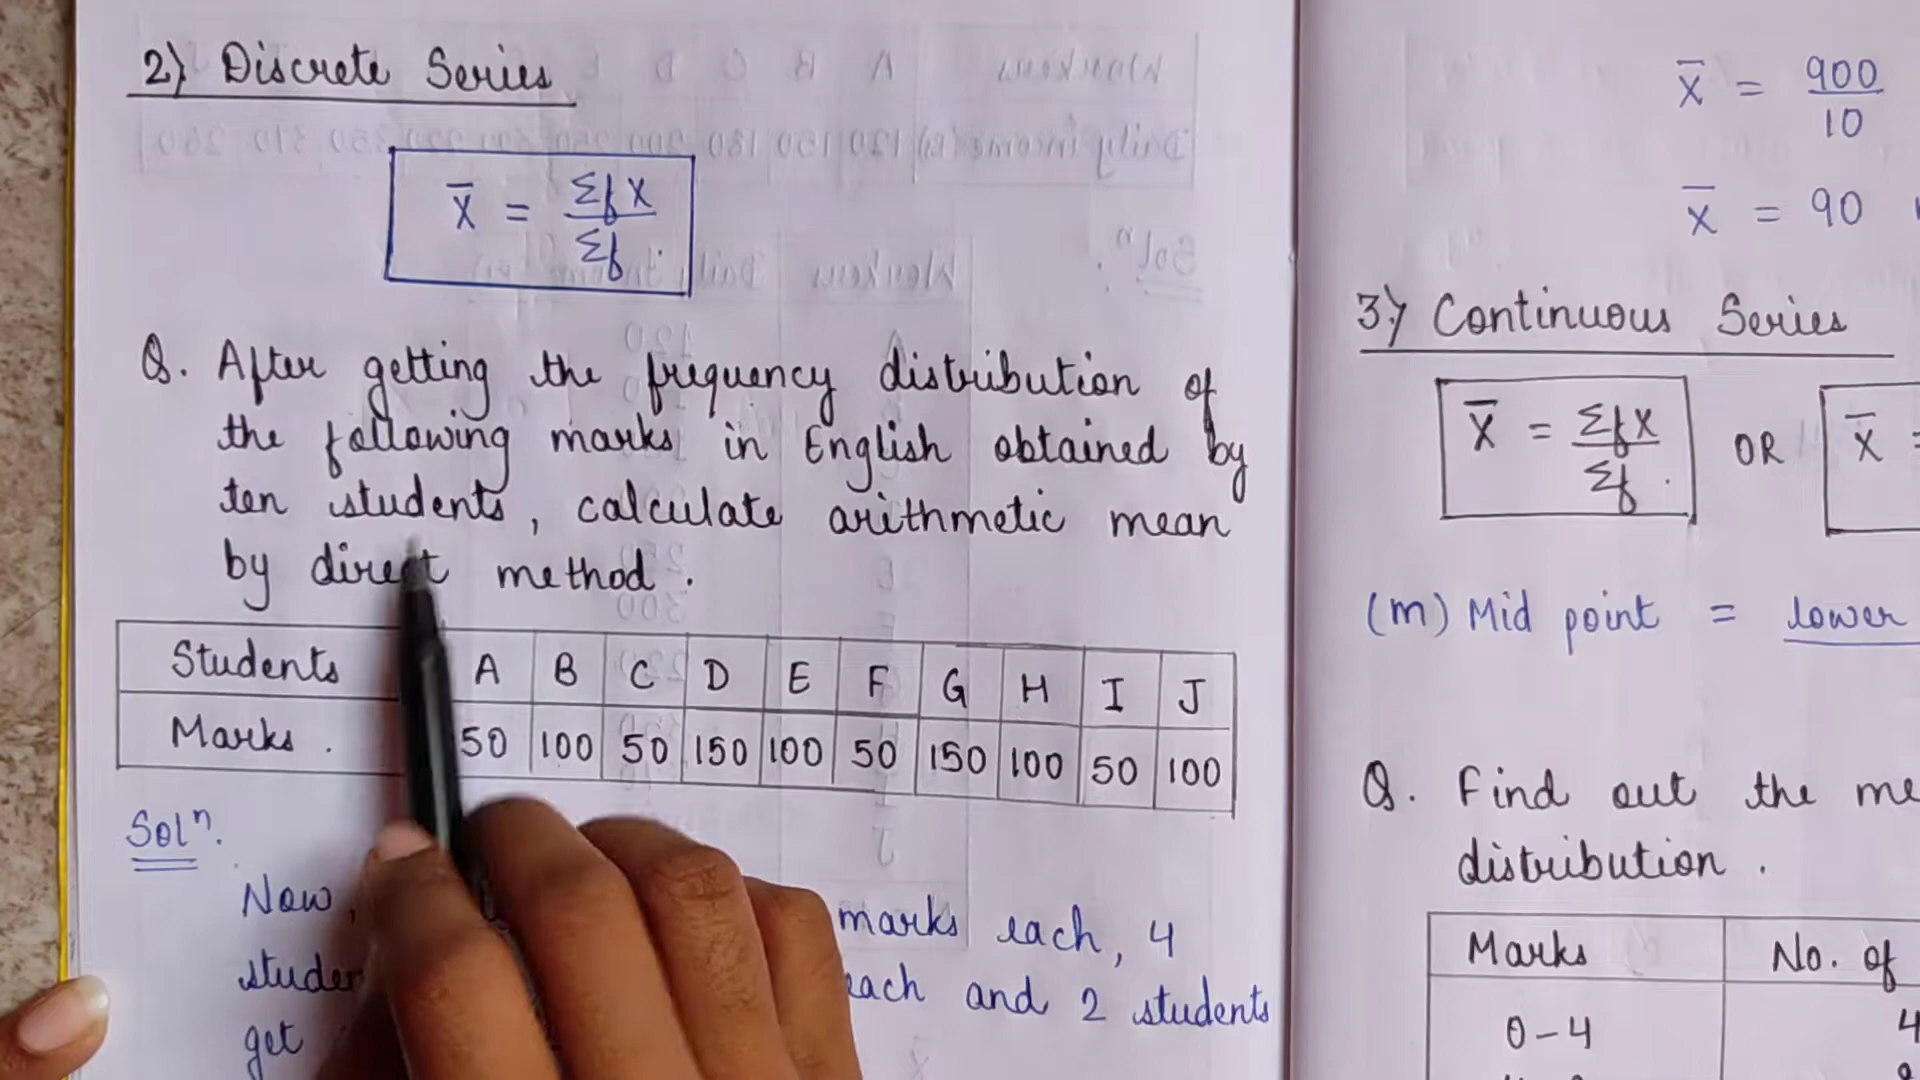 2) Discrete Series
X̄ = Σfx / Σf
Q. After getting the frequency distribution of
the following marks in English obtained by
ten students, calculate arithmetic mean
by direct method.
Students A B C D E F G H I J
Marks. 50 100 50 150 100 50 150 100 50 100
Solⁿ.
Now, marks each, 4
each and 2 students
get
X̄ = 900 / 10
X̄ = 90
3) Continuous Series
X̄ = Σfx / Σf OR X̄ =
(m) Mid point = lower
Q. Find out the
distribution.
Marks No. of
0-4 4